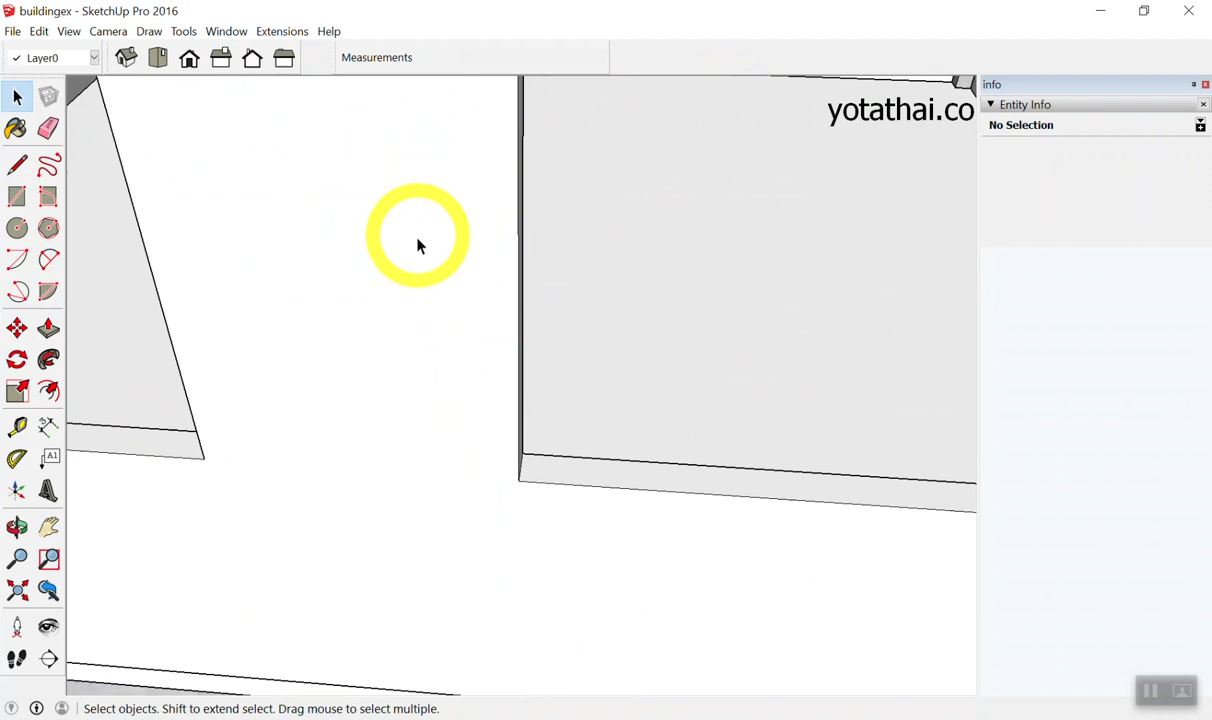 buildingex - SketchUp Pro 2016
File Edit View Camera Draw Tools Window Extensions Help
Layer0
Measurements
info
Entity Info
No Selection
yotathai.co
A1
Select objects. Shift to extend select. Drag mouse to select multiple.